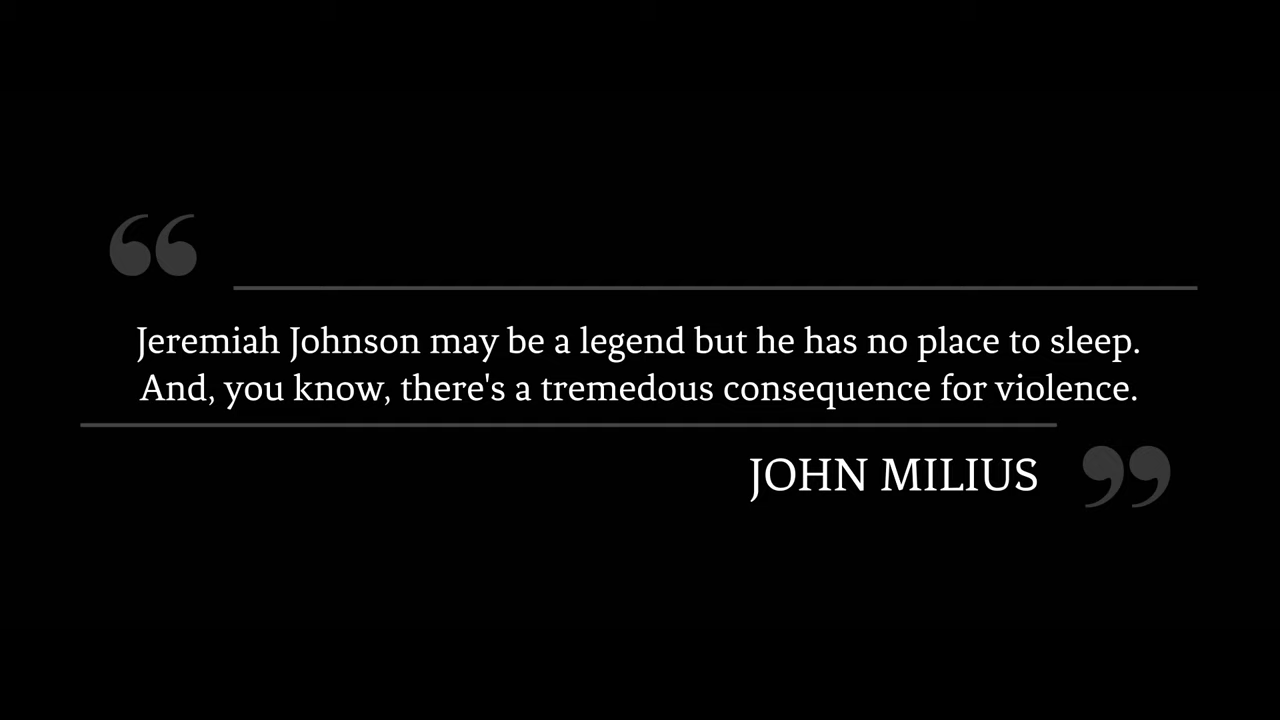 “
Jeremiah Johnson may be a legend but he has no place to sleep.
And, you know, there's a tremedous consequence for violence.
JOHN MILIUS
”